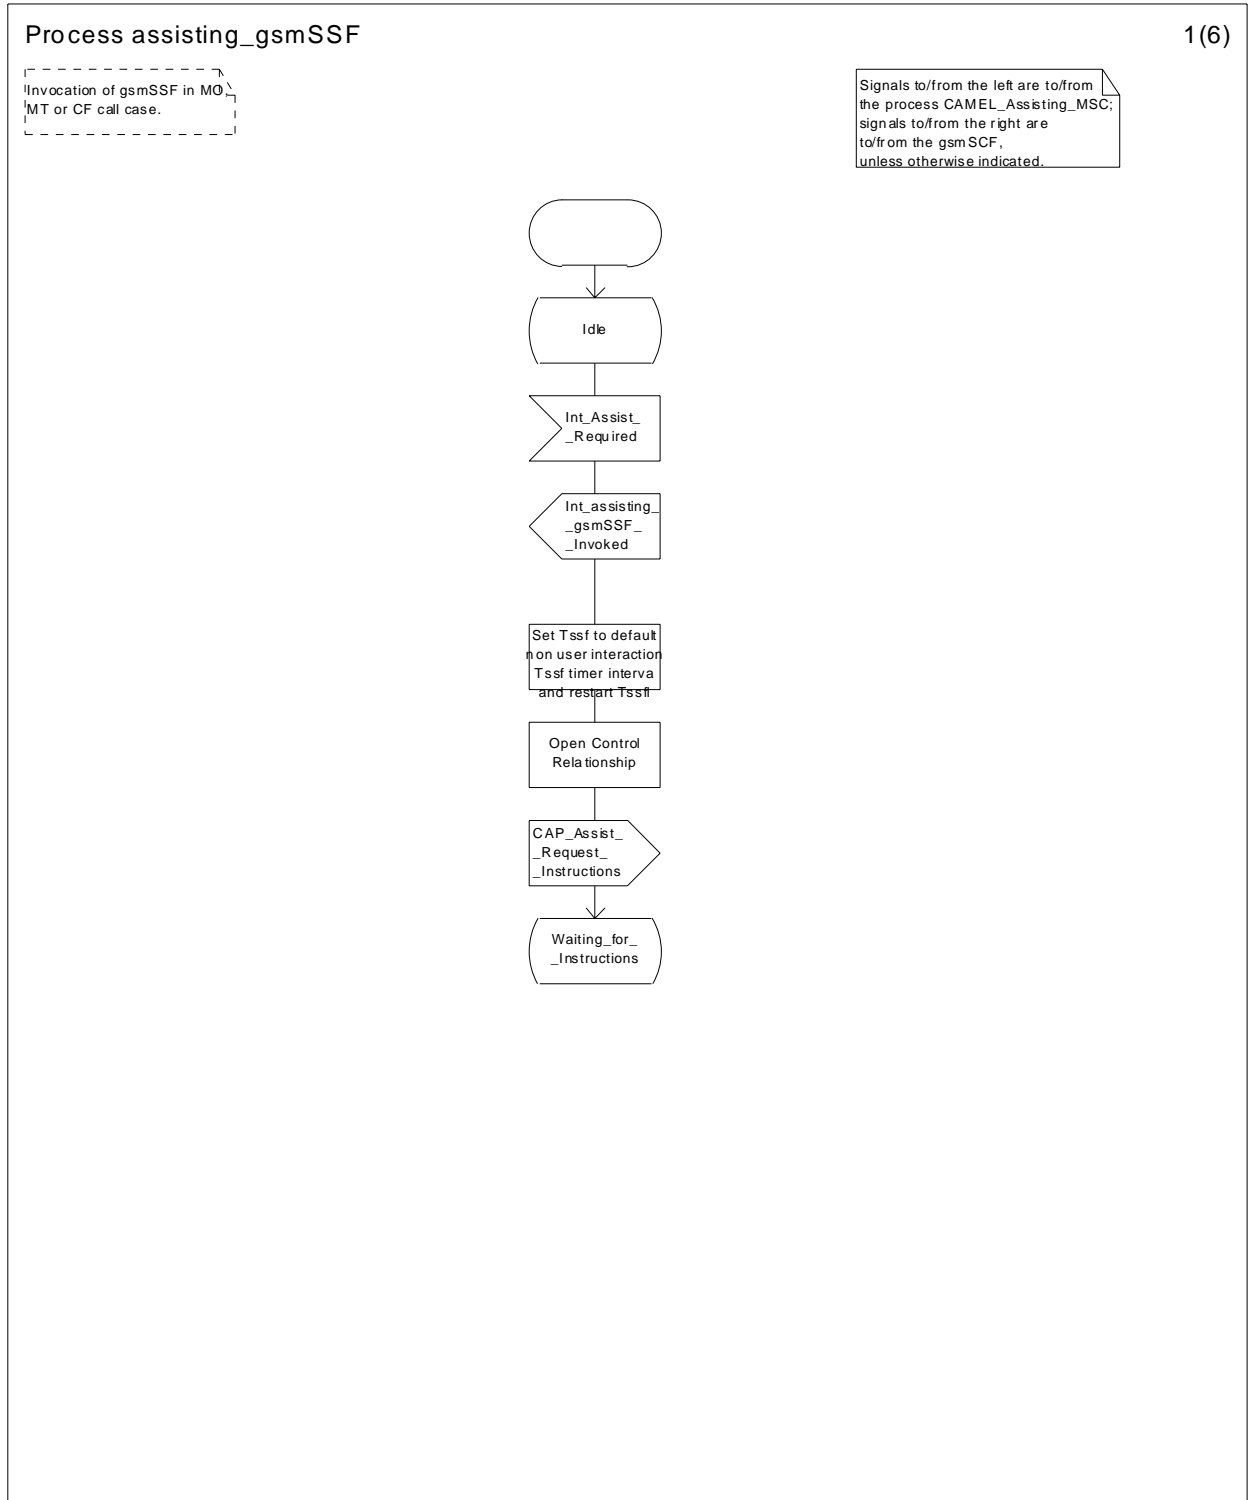 Process assisting_gsmSSF
1(6)
Invocation of gsmSSF in MO,
MT or CF call case.
Signals to/from the left are to/from
the process CAMEL_Assisting_MSC;
signals to/from the right are
to/from the gsmSCF,
unless otherwise indicated.
Idle
Int_Assist_
_Required
Int_assisting_
_gsmSSF_
_Invoked
Set Tssf to default
non user interaction
Tssf timer interva
and restart Tssfl
Open Control
Relationship
CAP_Assist_
_Request_
_Instructions
Waiting_for_
_Instructions